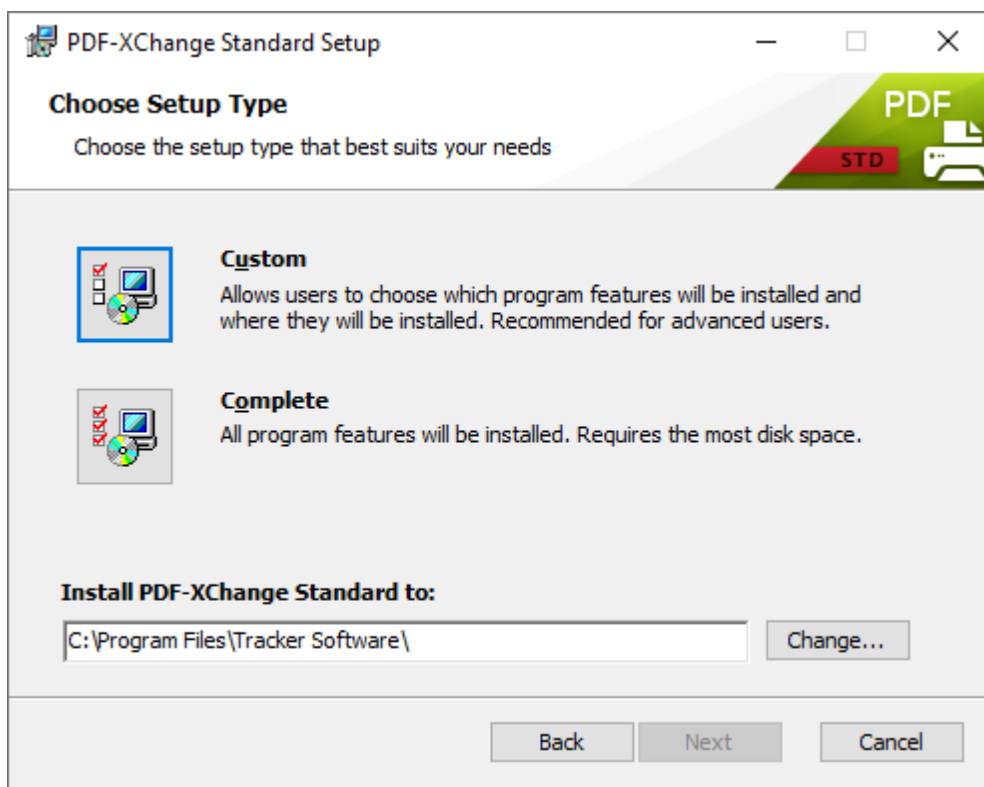 PDF-XChange Standard Setup
Choose Setup Type
Choose the setup type that best suits your needs
PDF
STD
Custom
Allows users to choose which program features will be installed and
where they will be installed. Recommended for advanced users.
Complete
All program features will be installed. Requires the most disk space.
Install PDF-XChange Standard to:
C:\Program Files\Tracker Software\
Change...
Back
Next
Cancel